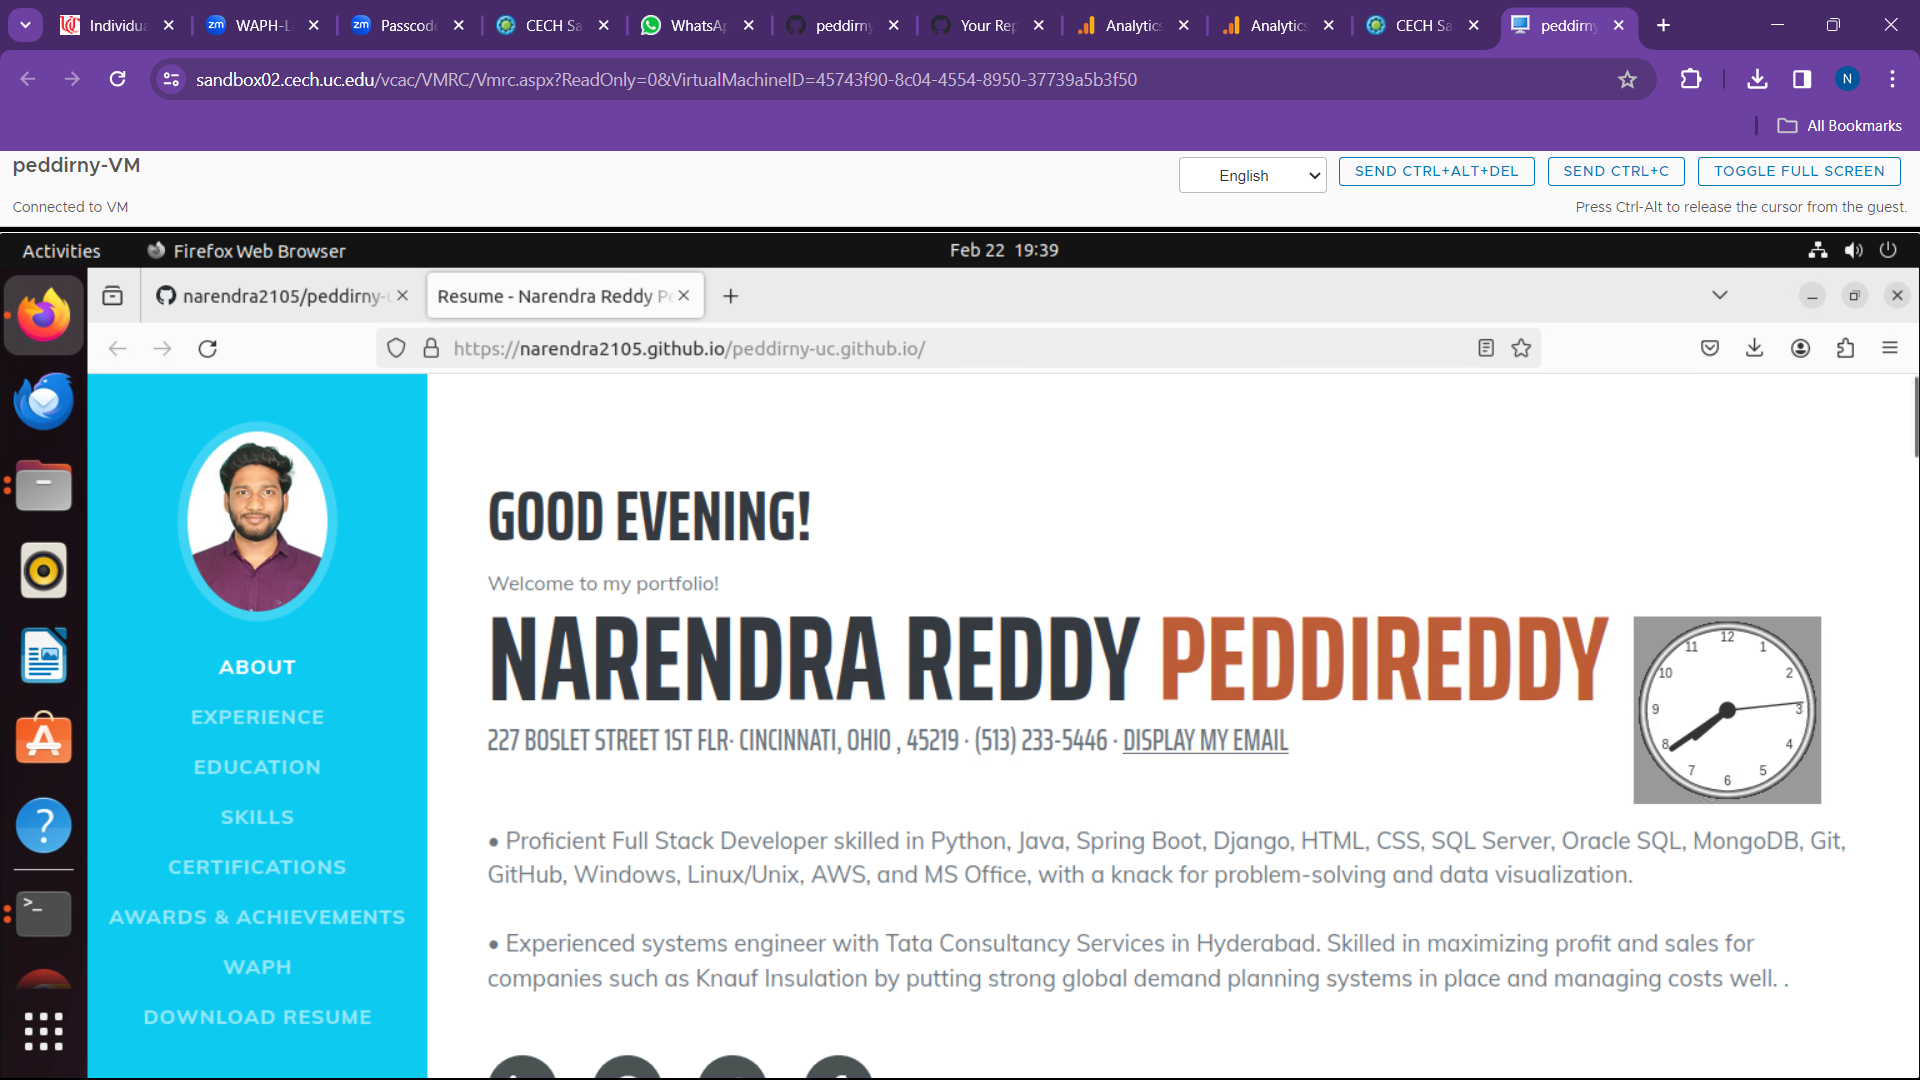 Individua
WAPH-L
Passcode
CECH Sa
WhatsAp
peddirny
Your Rep
Analytics
Analytics
CECH Sa
peddirny
sandbox02.cech.uc.edu/vcac/VMRC/Vmrc.aspx?ReadOnly=0&VirtualMachineID=45743f90-8c04-4554-8950-37739a5b3f50
N
All Bookmarks
peddirny-VM
English
SEND CTRL+ALT+DEL
SEND CTRL+C
TOGGLE FULL SCREEN
Connected to VM
Press Ctrl-Alt to release the cursor from the guest.
Activities
Firefox Web Browser
Feb 22 19:39
narendra2105/peddirny-u
Resume - Narendra Reddy Pe
https://narendra2105.github.io/peddirny-uc.github.io/
ABOUT
EXPERIENCE
EDUCATION
SKILLS
CERTIFICATIONS
AWARDS & ACHIEVEMENTS
WAPH
DOWNLOAD RESUME
GOOD EVENING!
Welcome to my portfolio!
NARENDRA REDDY PEDDIREDDY
12
1
2
3
4
5
6
7
8
9
10
11
227 BOSLET STREET 1ST FLR· CINCINNATI, OHIO , 45219 · (513) 233-5446 · DISPLAY MY EMAIL
• Proficient Full Stack Developer skilled in Python, Java, Spring Boot, Django, HTML, CSS, SQL Server, Oracle SQL, MongoDB, Git,
GitHub, Windows, Linux/Unix, AWS, and MS Office, with a knack for problem-solving and data visualization.
• Experienced systems engineer with Tata Consultancy Services in Hyderabad. Skilled in maximizing profit and sales for
companies such as Knauf Insulation by putting strong global demand planning systems in place and managing costs well. .